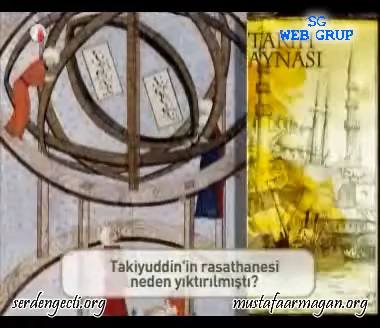 SG
WEB GRUP
TARİH
AYNASI
Takiyuddin'in rasathanesi
neden yıktırılmıştı?
serdengecti.org
mustafaarmagan.org